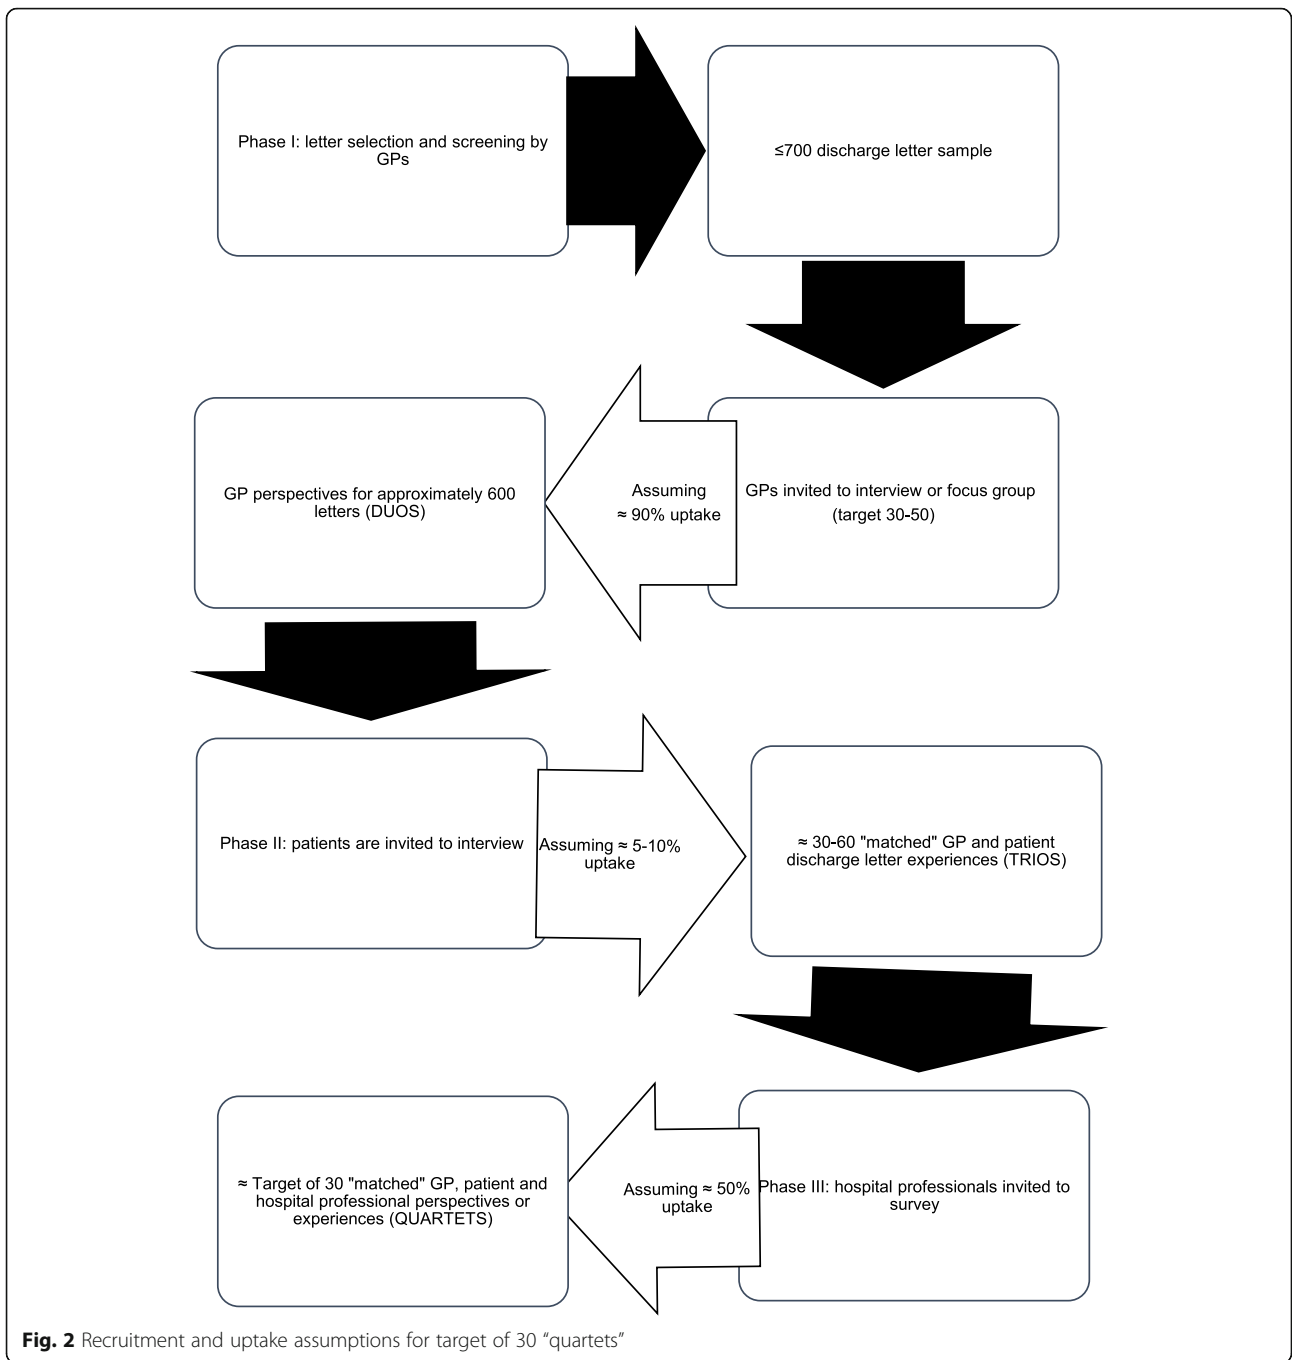 Phase I: letter selection and screening by
GPs
≤700 discharge letter sample
GP perspectives for approximately 600
letters (DUOS)
Assuming
≈ 90% uptake
GPs invited to interview or focus group
(target 30-50)
Phase II: patients are invited to interview
Assuming ≈ 5-10%
uptake
≈ 30-60 "matched" GP and patient
discharge letter experiences (TRIOS)
≈ Target of 30 "matched" GP, patient and
hospital professional perspectives or
experiences (QUARTETS)
Assuming ≈ 50%
uptake
Phase III: hospital professionals invited to
survey
Fig. 2 Recruitment and uptake assumptions for target of 30 “quartets”